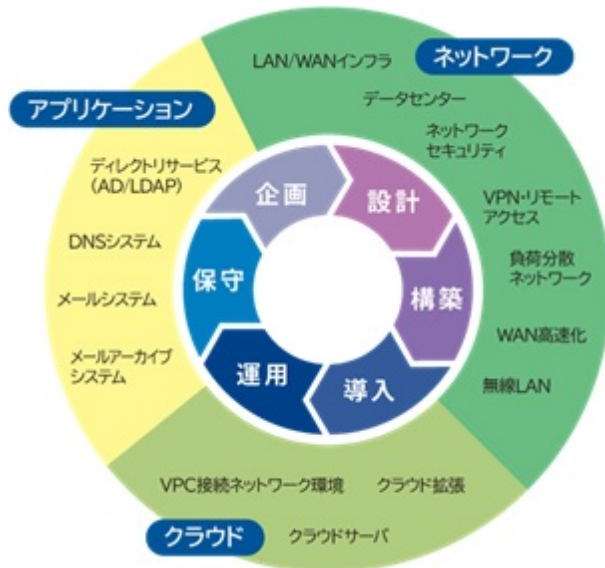 ネットワーク
LAN/WANインフラ
データセンター
ネットワーク
セキュリティ
VPN・リモート
アクセス
負荷分散
ネットワーク
WAN高速化
無線LAN
アプリケーション
ディレクトリサービス
(AD/LDAP)
DNSシステム
メールシステム
メールアーカイブ
システム
企画
設計
構築
導入
運用
保守
VPC接続ネットワーク環境
クラウド拡張
クラウド
クラウドサーバ